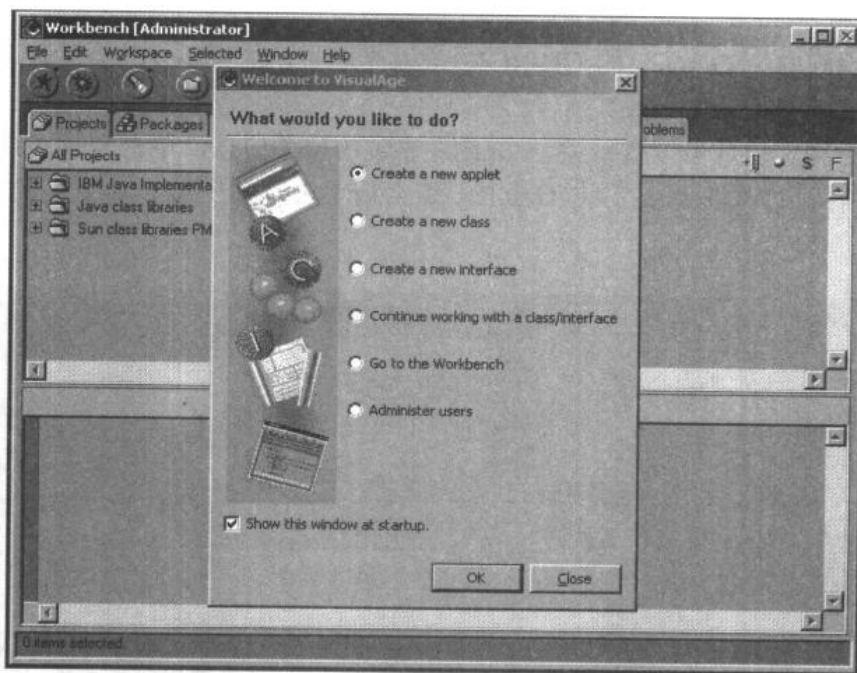 Workbench [Administrator]
File Edit Workspace Selected Window Help
Welcome to VisualAge
What would you like to do?
Projects Packages
All Projects
S F
IBM Java Implementa
Java class libraries
Sun class libraries PM
oblems
A
C
I
Create a new applet
Create a new class
Create a new interface
Continue working with a class/interface
Go to the Workbench
Administer users
Show this window at startup.
OK Close
0 items selected